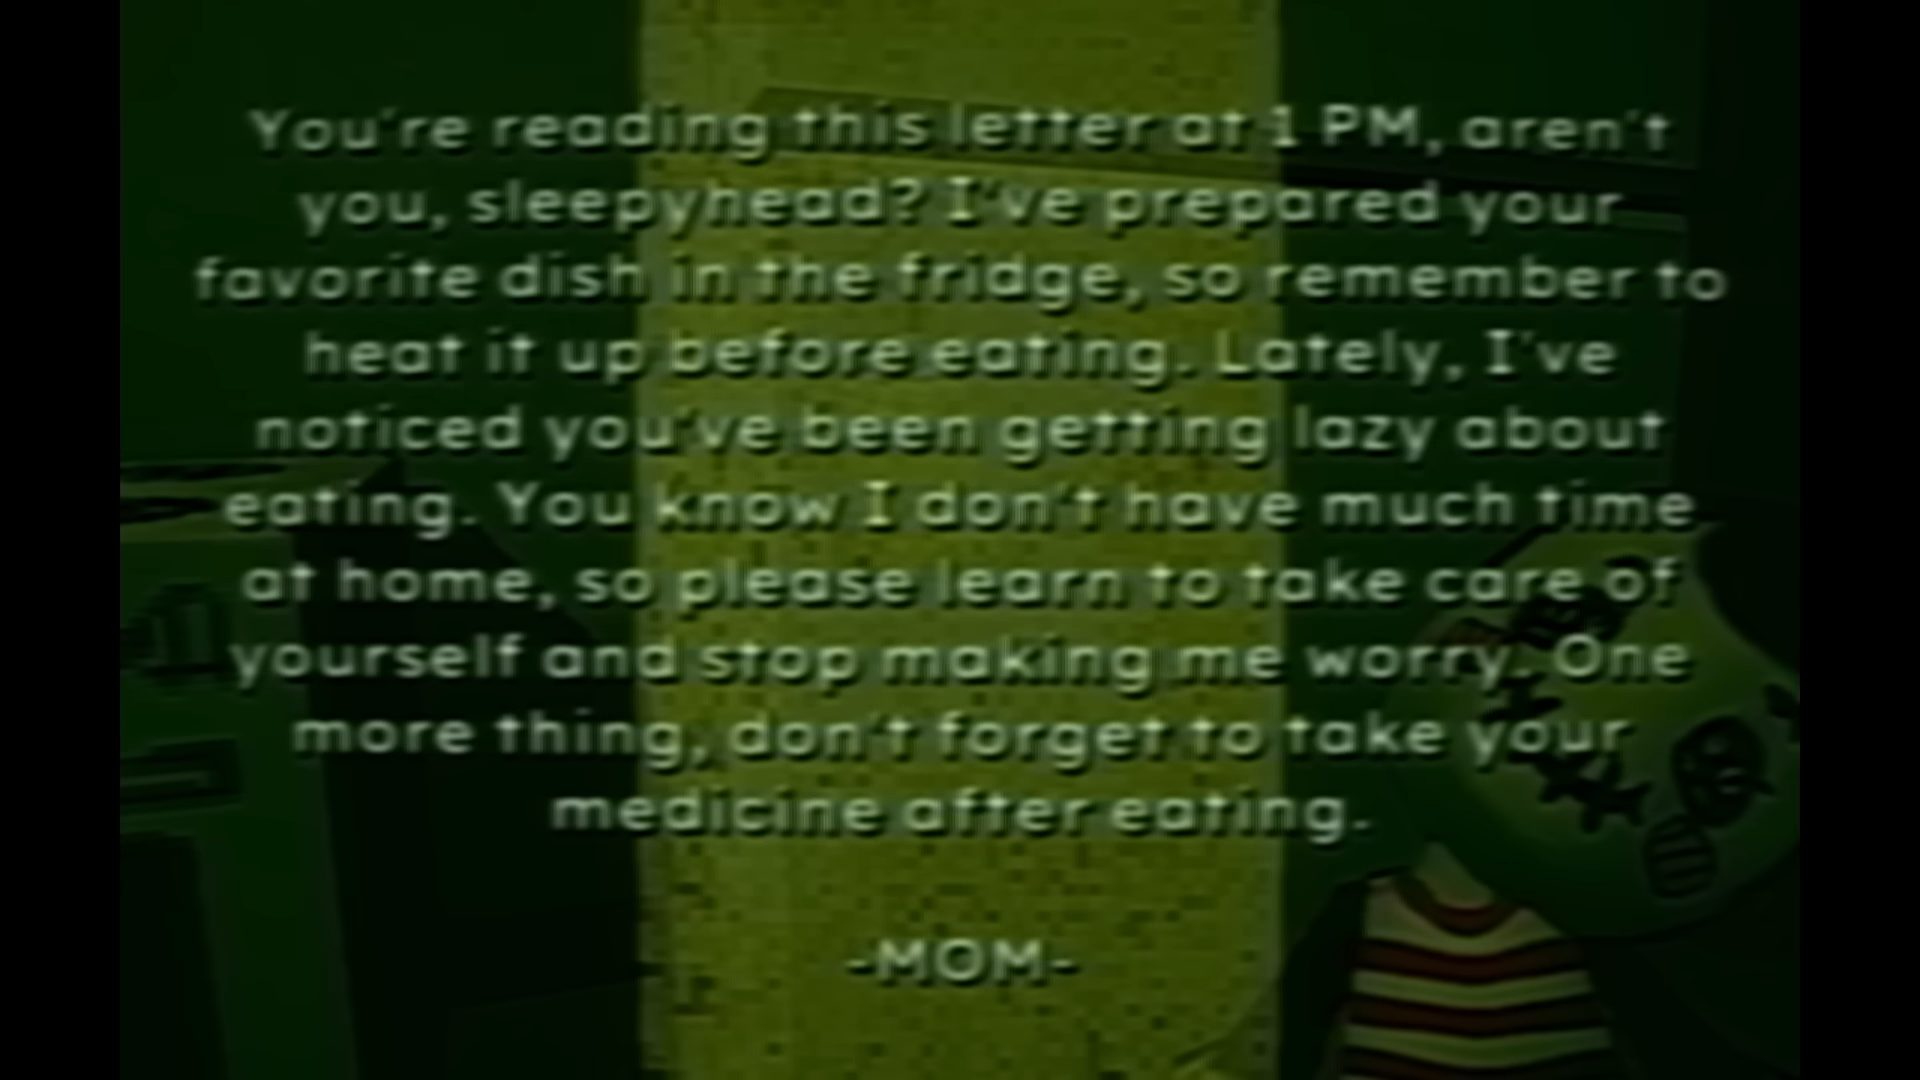 You're reading this letter at 1 PM, aren't
you, sleepyhead? I've prepared your
favorite dish in the fridge, so remember to
heat it up before eating. Lately, I've
noticed you've been getting lazy about
eating. You know I don't have much time
at home, so please learn to take care of
yourself and stop making me worry. One
more thing, don't forget to take your
medicine after eating.
-MOM-